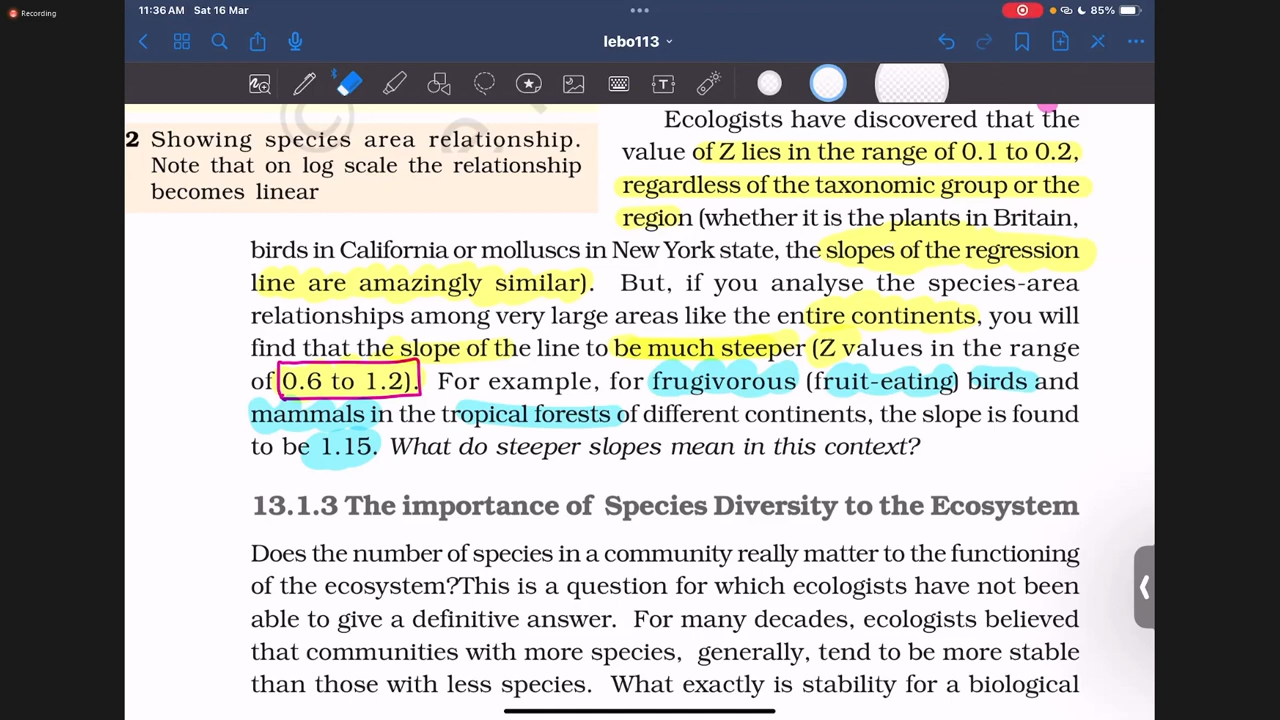 Recording
11:36 AM Sat 16 Mar
85%
lebo113
2 Showing species area relationship.
Note that on log scale the relationship
becomes linear
Ecologists have discovered that the
value of Z lies in the range of 0.1 to 0.2,
regardless of the taxonomic group or the
region (whether it is the plants in Britain,
birds in California or molluscs in New York state, the slopes of the regression
line are amazingly similar). But, if you analyse the species-area
relationships among very large areas like the entire continents, you will
find that the slope of the line to be much steeper (Z values in the range
of 0.6 to 1.2). For example, for frugivorous (fruit-eating) birds and
mammals in the tropical forests of different continents, the slope is found
to be 1.15. What do steeper slopes mean in this context?
13.1.3 The importance of Species Diversity to the Ecosystem
Does the number of species in a community really matter to the functioning
of the ecosystem?This is a question for which ecologists have not been
able to give a definitive answer. For many decades, ecologists believed
that communities with more species, generally, tend to be more stable
than those with less species. What exactly is stability for a biological